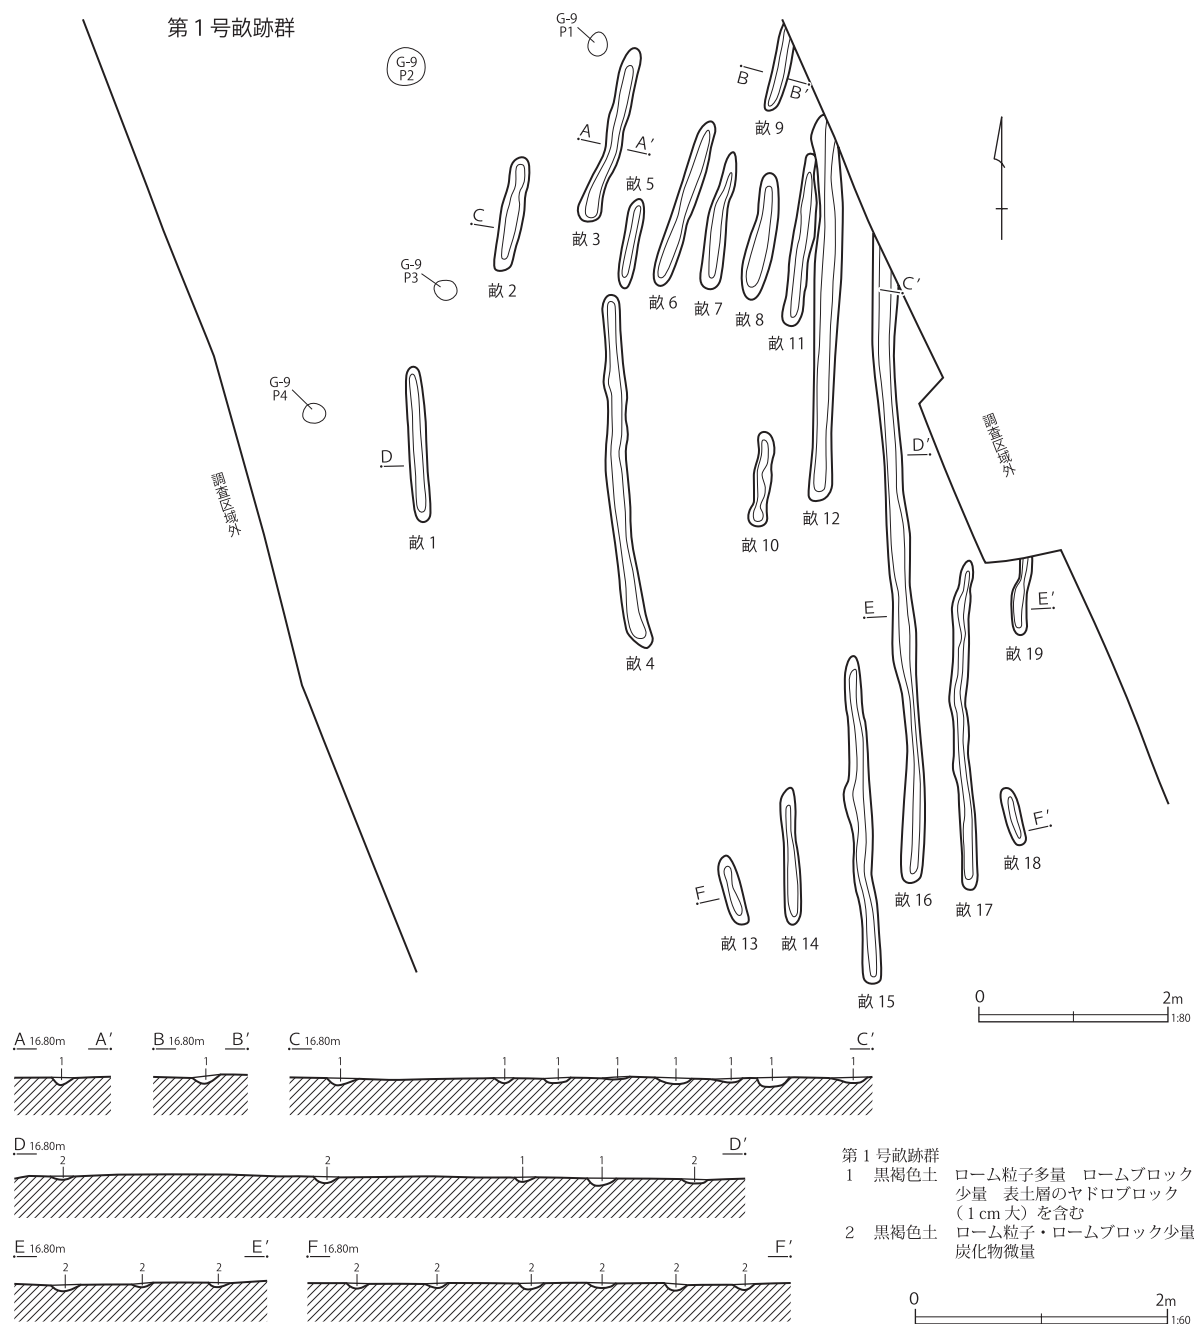 第1号畝跡群
G-9
P1
G-9
P2
B
B′
畝 9
A
A′
畝 5
C
畝 3
G-9
P3
畝 2
畝 6
畝 7
畝 8
畝 11
C′
G-9
P4
調査区域外
D
D′
調査区域外
畝 1
畝 10
畝 12
E
E′
畝 19
畝 4
F′
畝 18
F
畝 13
畝 14
畝 16
畝 17
畝 15
0 2m
1:80
A 16.80m A′
1
B 16.80m B′
1
C 16.80m C′
1 1 1 1 1 1 1 1
D 16.80m D′
2 2 1 1 2
E 16.80m E′
2 2 2
F 16.80m F′
2 2 2 2 2 2
第1号畝跡群
1 黒褐色土 ローム粒子多量 ロームブロック
少量 表土層のヤドロブロック
（1cm大）を含む
2 黒褐色土 ローム粒子・ロームブロック少量
炭化物微量
0 2m
1:60